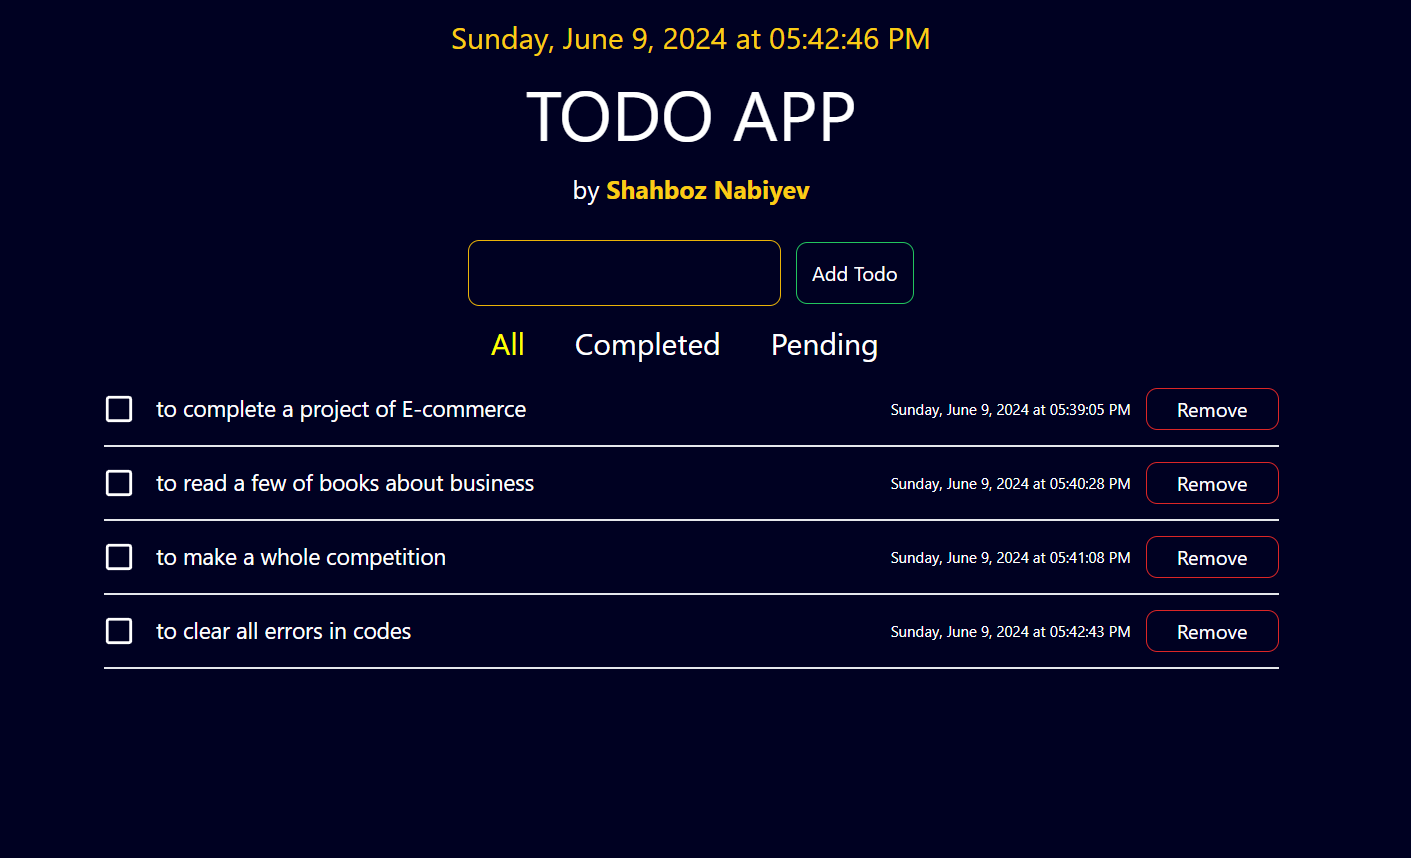 Sunday, June 9, 2024 at 05:42:46 PM
TODO APP
by Shahboz Nabiyev
Add Todo
All Completed Pending
to complete a project of E-commerce Sunday, June 9, 2024 at 05:39:05 PM Remove
to read a few of books about business Sunday, June 9, 2024 at 05:40:28 PM Remove
to make a whole competition Sunday, June 9, 2024 at 05:41:08 PM Remove
to clear all errors in codes Sunday, June 9, 2024 at 05:42:43 PM Remove